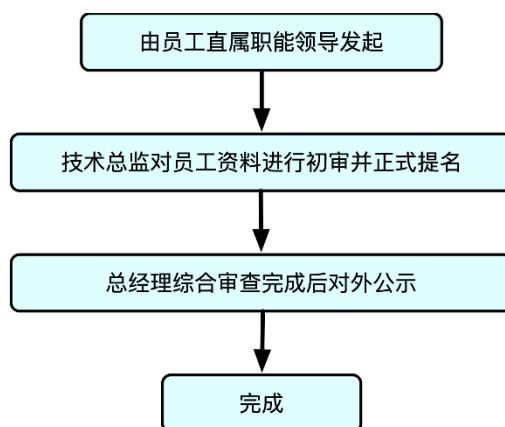 由员工直属职能领导发起
技术总监对员工资料进行初审并正式提名
总经理综合审查完成后对外公示
完成